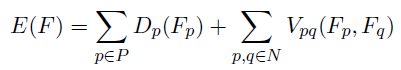 E(F) = ∑_{p∈P} D_p(F_p) + ∑_{p,q∈N} V_{pq}(F_p, F_q)